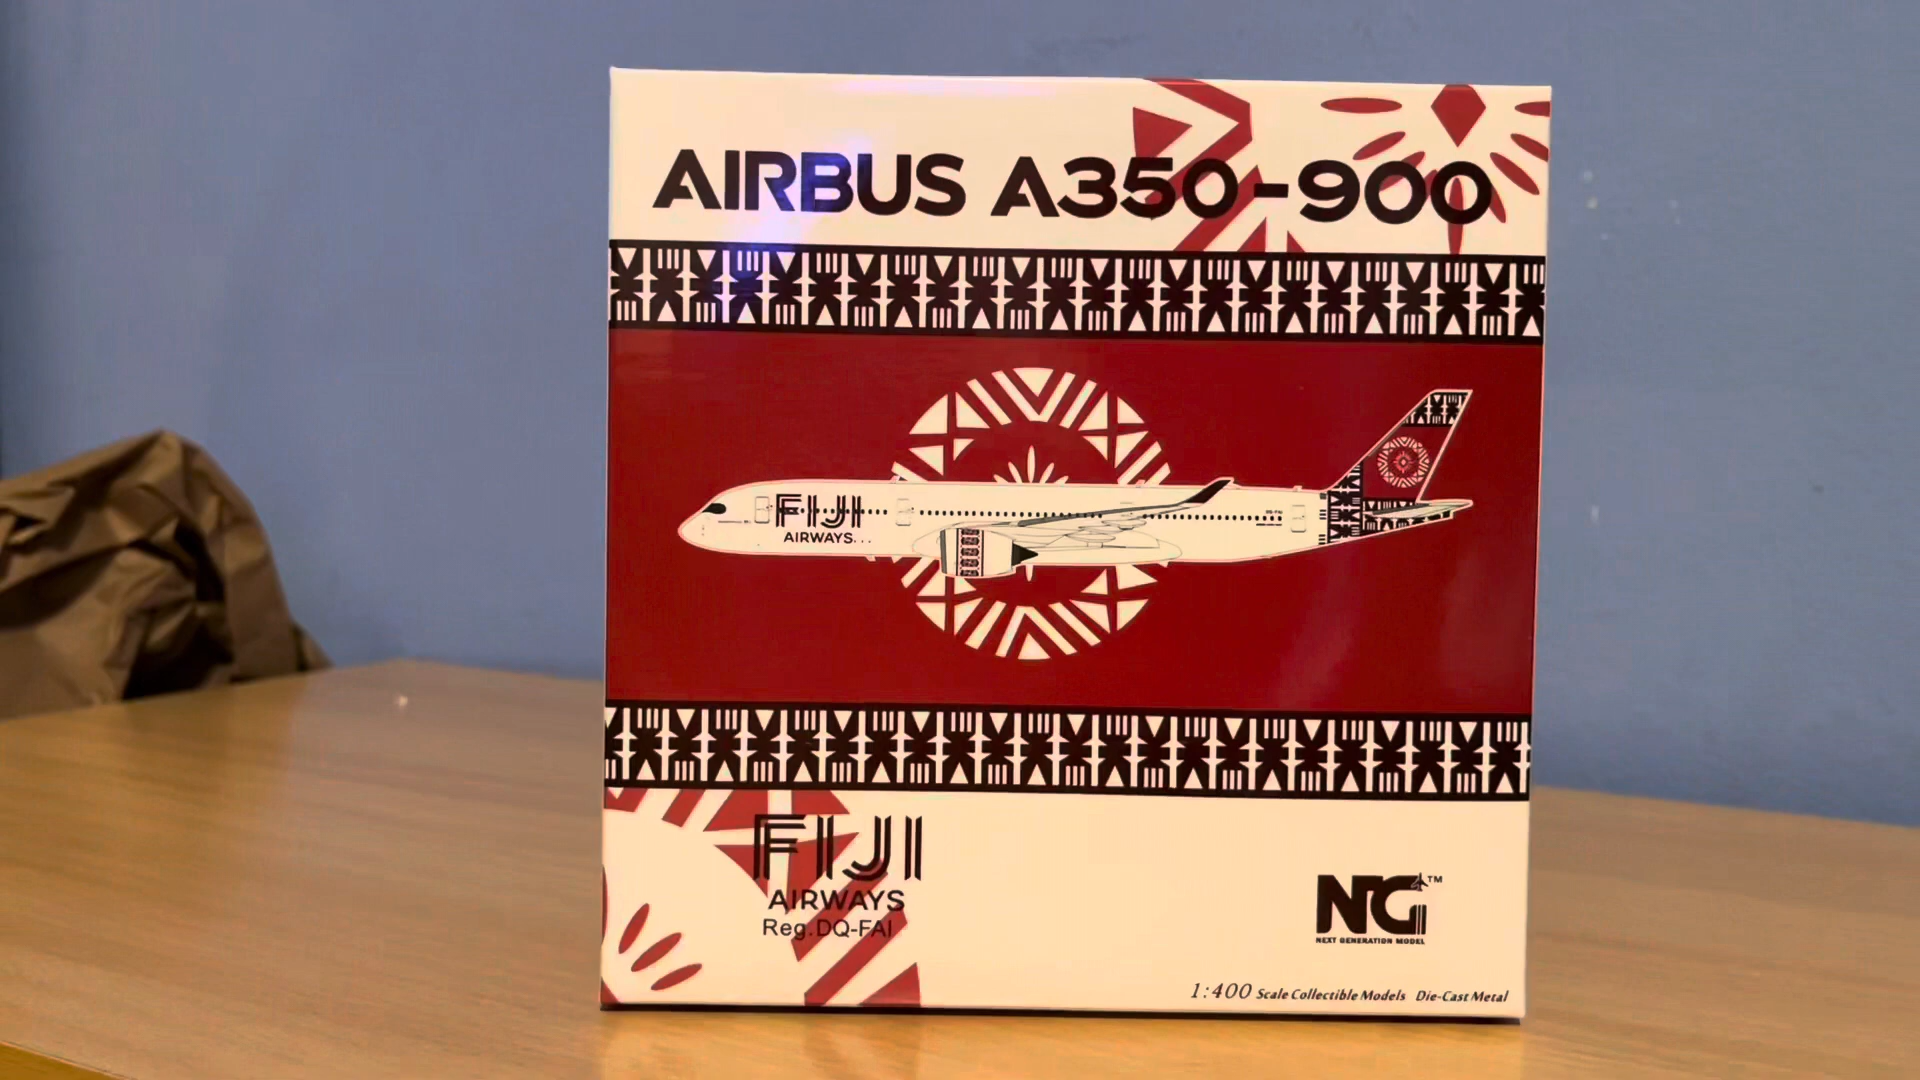 AIRBUS A350-900
FIJI
AIRWAYS...
FIJI
AIRWAYS
Reg.DQ-FAI
NG™
NEXT GENERATION MODEL
1:400 Scale Collectible Models Die-Cast Metal